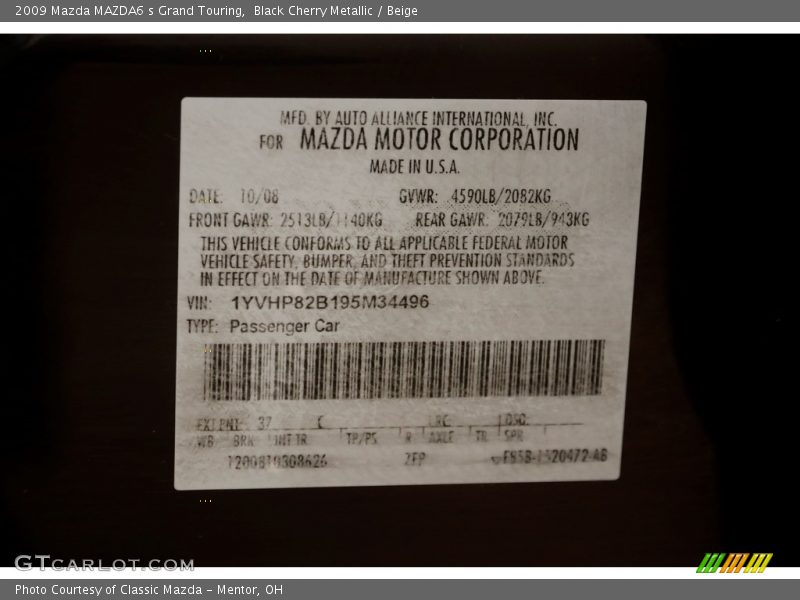 2009 Mazda MAZDA6 s Grand Touring,  Black Cherry Metallic / Beige
MFD. BY AUTO ALLIANCE INTERNATIONAL, INC.
FOR MAZDA MOTOR CORPORATION
MADE IN U.S.A.
DATE: 10/08 GVWR: 4590LB/2082KG
FRONT GAWR: 2513LB/1140KG REAR GAWR: 2079LB/943KG
THIS VEHICLE CONFORMS TO ALL APPLICABLE FEDERAL MOTOR
VEHICLE SAFETY, BUMPER, AND THEFT PREVENTION STANDARDS
IN EFFECT ON THE DATE OF MANUFACTURE SHOWN ABOVE.
VIN: 1YVHP82B195M34496
TYPE: Passenger Car
EXT PNT: 37 RC: DSO:
WB BRK INT TR TP/PS R AXLE TR SPR
GTCARLOT.COM
Photo Courtesy of Classic Mazda - Mentor, OH